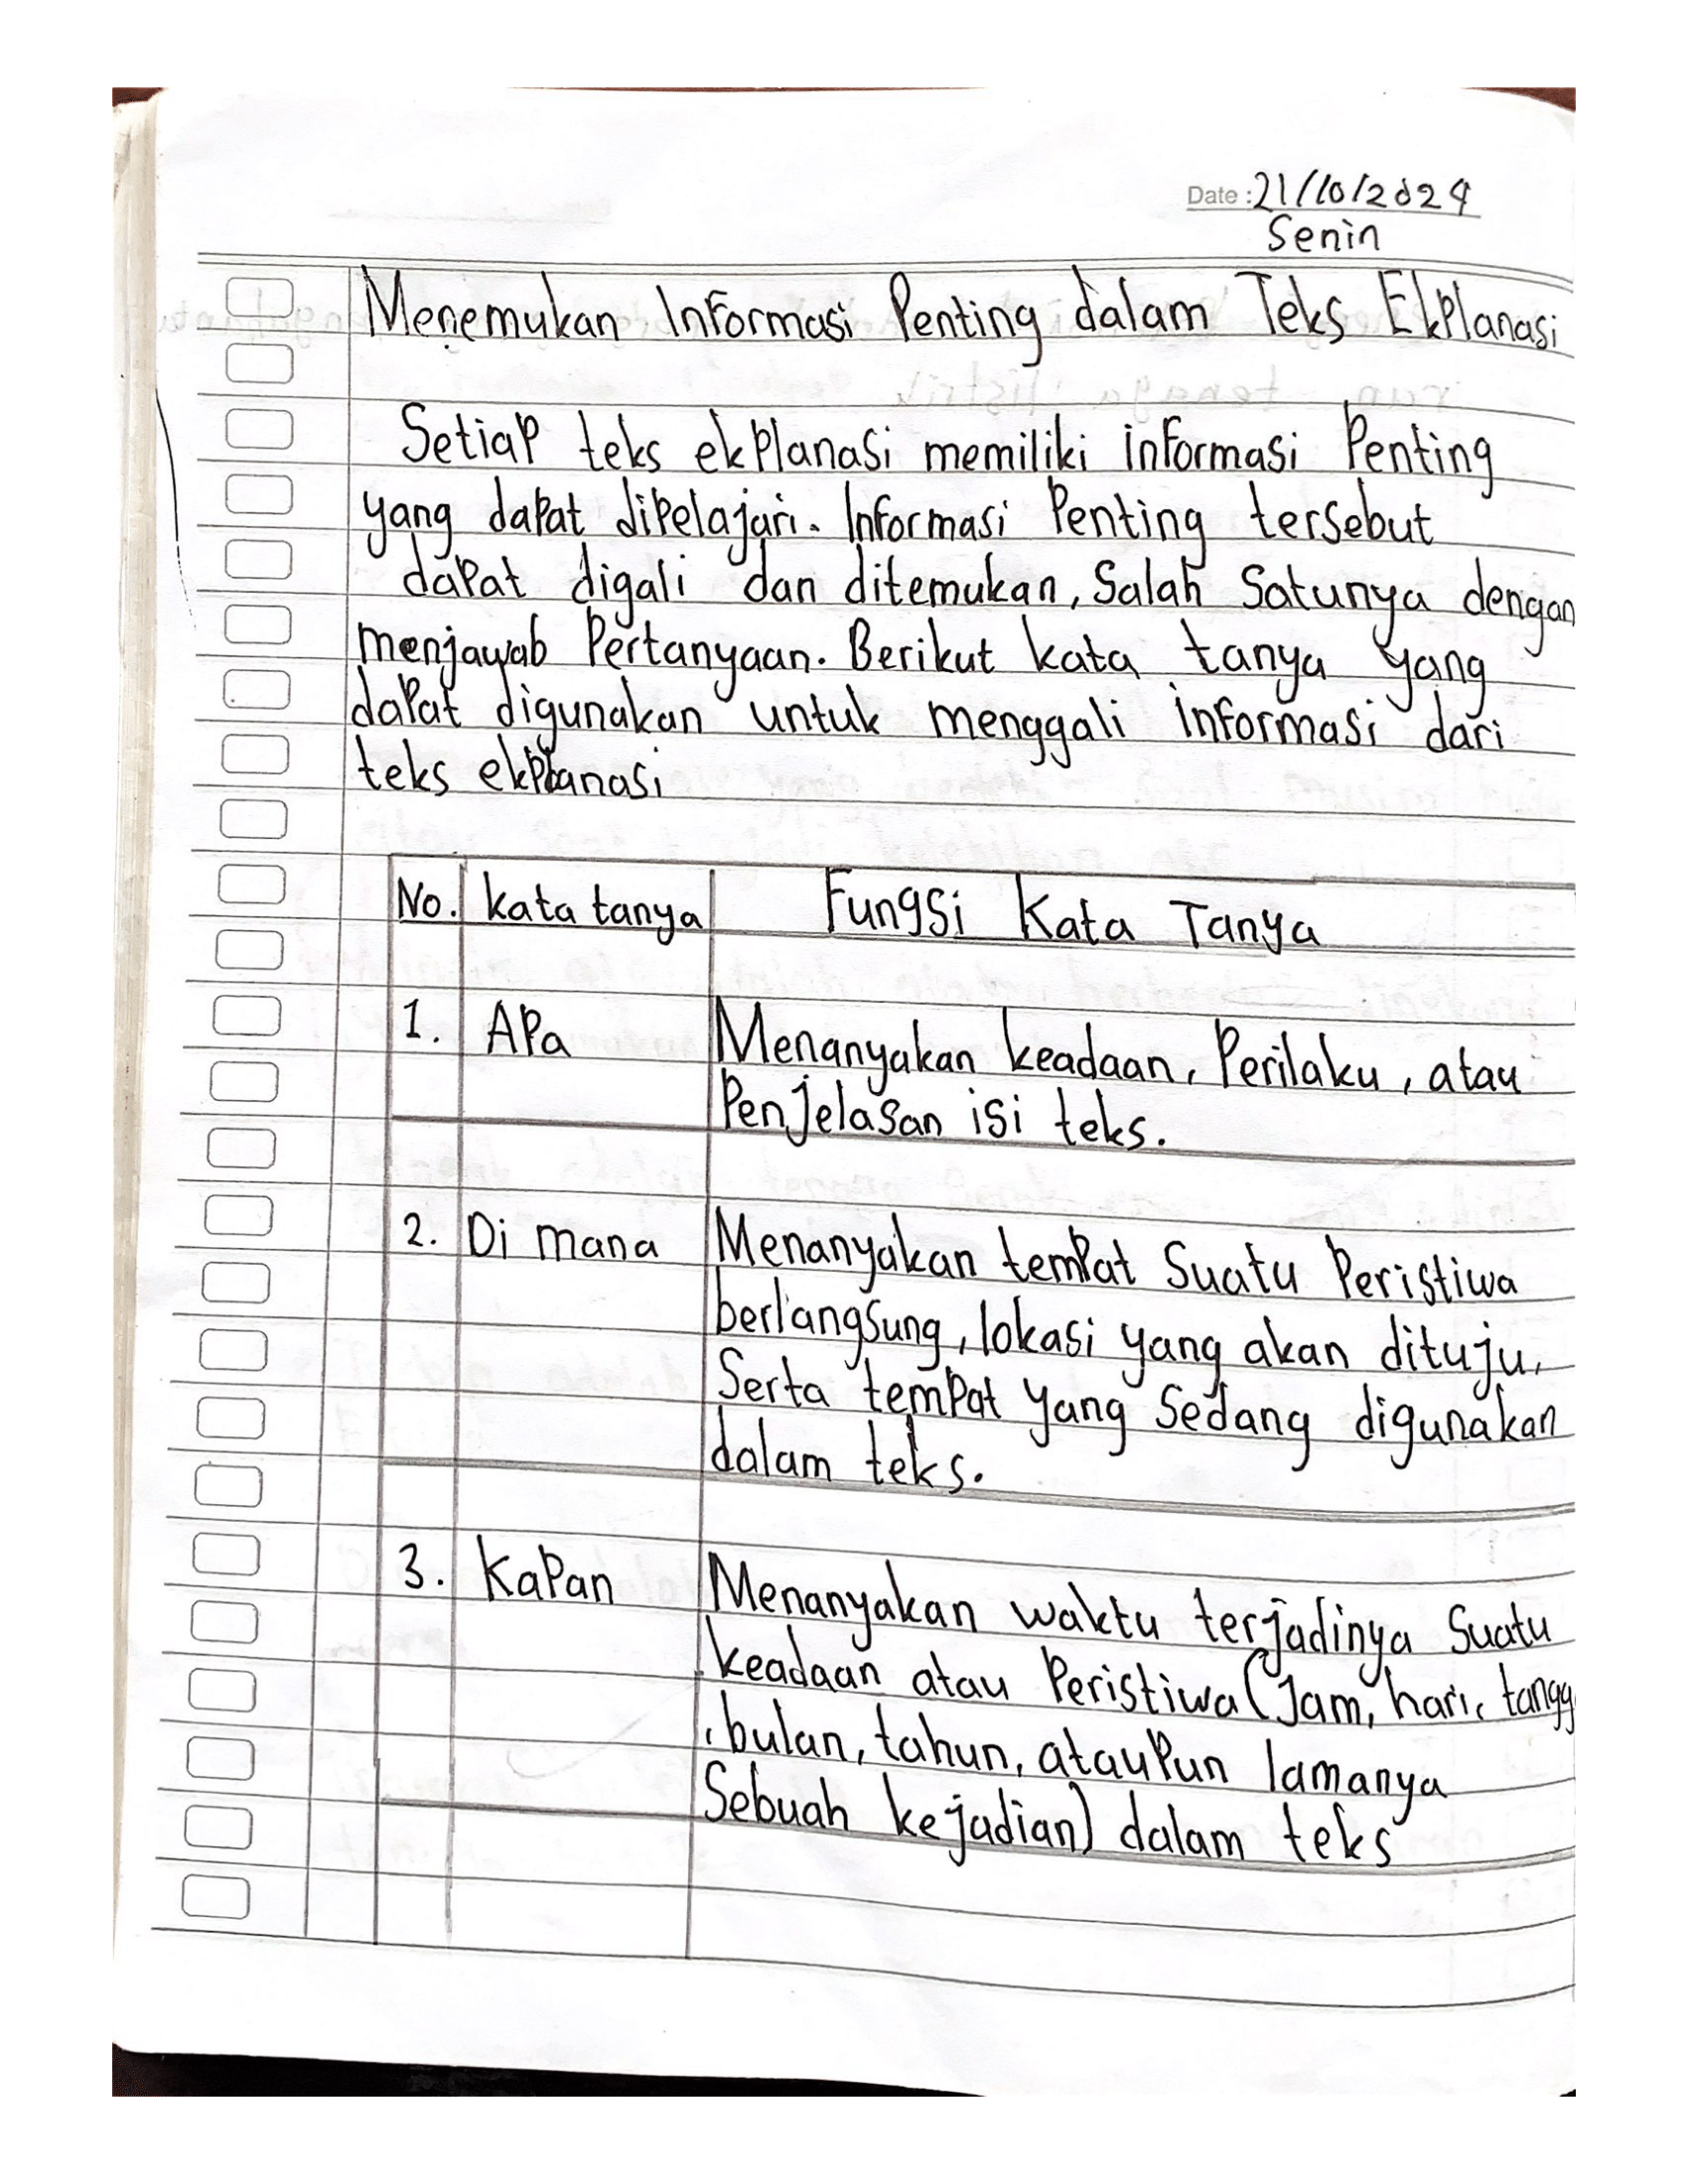 Date : 21/10/2024
Senin
Menemukan Informasi Penting dalam Teks Ekplanasi
Setiap teks ekplanasi memiliki informasi Penting
yang dapat dipelajari. Informasi Penting tersebut
dapat digali dan ditemukan, Salah Satunya dengan
menjawab Pertanyaan. Berikut kata tanya yang
dapat digunakan untuk menggali informasi dari
teks ekplanasi
No. kata tanya Fungsi Kata Tanya
1. Apa Menanyakan keadaan, Perilaku, atau
Penjelasan isi teks.
2. Di mana Menanyakan tempat Suatu Peristiwa
berlangsung, lokasi yang akan dituju,
Serta tempat yang Sedang digunakan
dalam teks.
3. Kapan Menanyakan waktu terjadinya Suatu
keadaan atau Peristiwa (Jam, hari, tangg
, bulan, tahun, ataupun lamanya
Sebuah kejadian) dalam teks